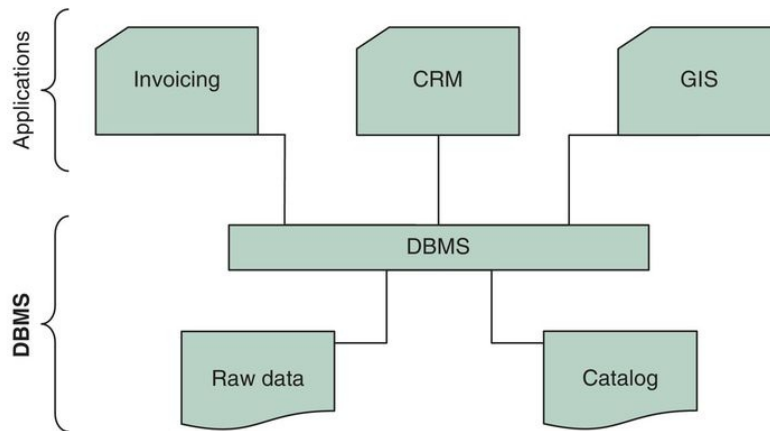 Applications
Invoicing
CRM
GIS
DBMS
DBMS
Raw data
Catalog